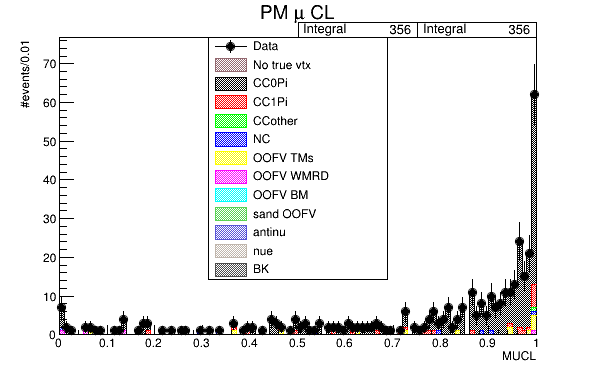 PM μ CL
Integral 356
Integral 356
#events/0.01
Data
No true vtx
CC0Pi
CC1Pi
CCother
NC
OOFV TMs
OOFV WMRD
OOFV BM
sand OOFV
antinu
nue
BK
70
60
50
40
30
20
10
0
0 0.1 0.2 0.3 0.4 0.5 0.6 0.7 0.8 0.9 1
MUCL